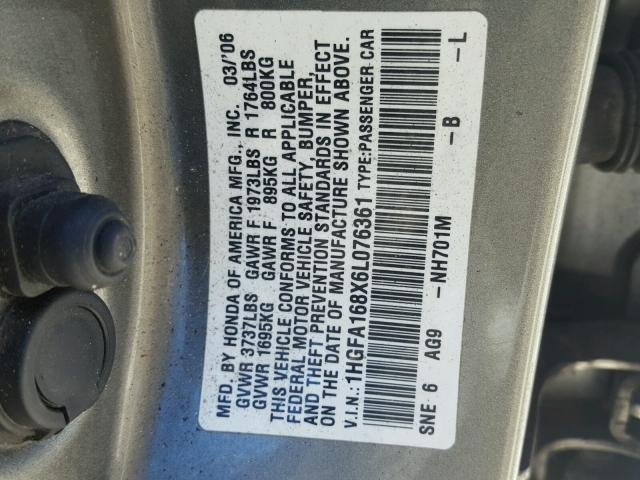 MFD. BY HONDA OF AMERICA MFG., INC. 03/'06
GVWR 3737LBS GAWR F 1973LBS R 1764LBS
GVWR 1695KG GAWR F 895KG R 800KG
THIS VEHICLE CONFORMS TO ALL APPLICABLE
FEDERAL MOTOR VEHICLE SAFETY, BUMPER,
AND THEFT PREVENTION STANDARDS IN EFFECT
ON THE DATE OF MANUFACTURE SHOWN ABOVE.
V.I.N.: 1HGFA168X6L076361 TYPE:PASSENGER CAR
SNE 6 AG9 -NH701M -B -L